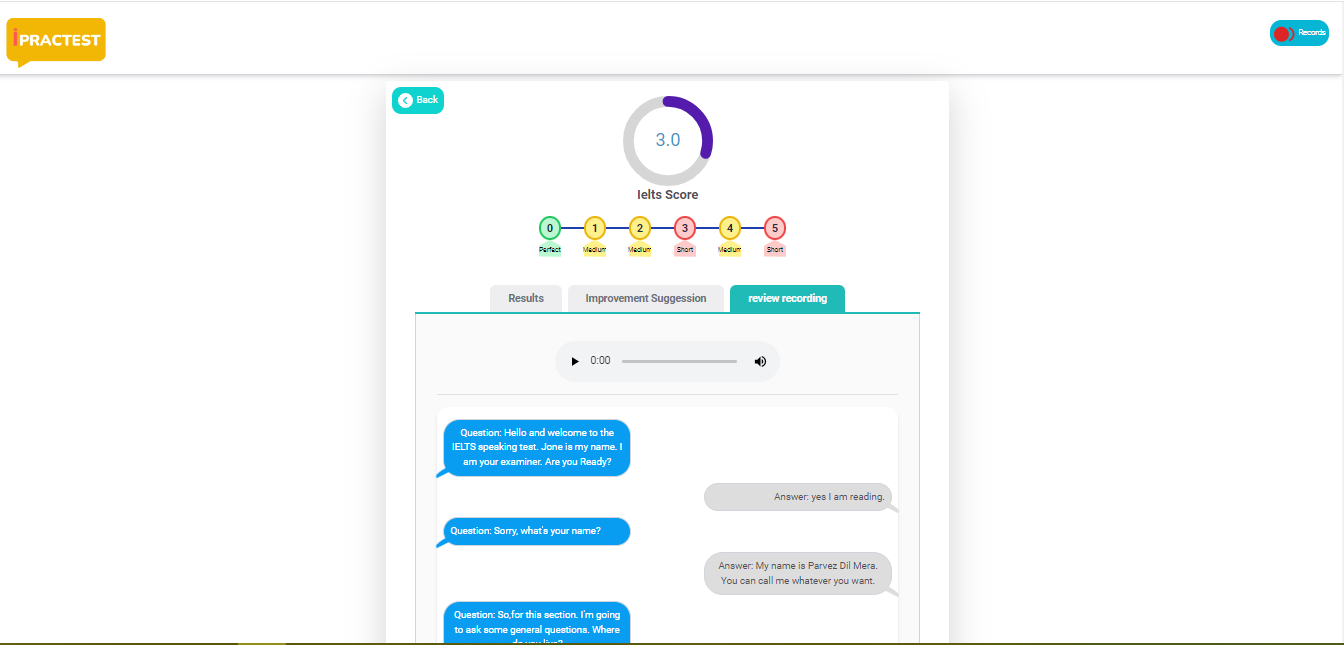 iPRACTEST
Records
Back
3.0
Ielts Score
0 1 2 3 4 5
Perfect Medium Medium Short Medium Short
Results Improvement Suggession review recording
0:00
Question: Hello and welcome to the
IELTS speaking test. Jone is my name. I
am your examiner. Are you Ready?
Answer: yes I am reading.
Question: Sorry, what's your name?
Answer: My name is Parvez Dil Mera.
You can call me whatever you want.
Question: So,for this section. I'm going
to ask some general questions. Where
do you live?